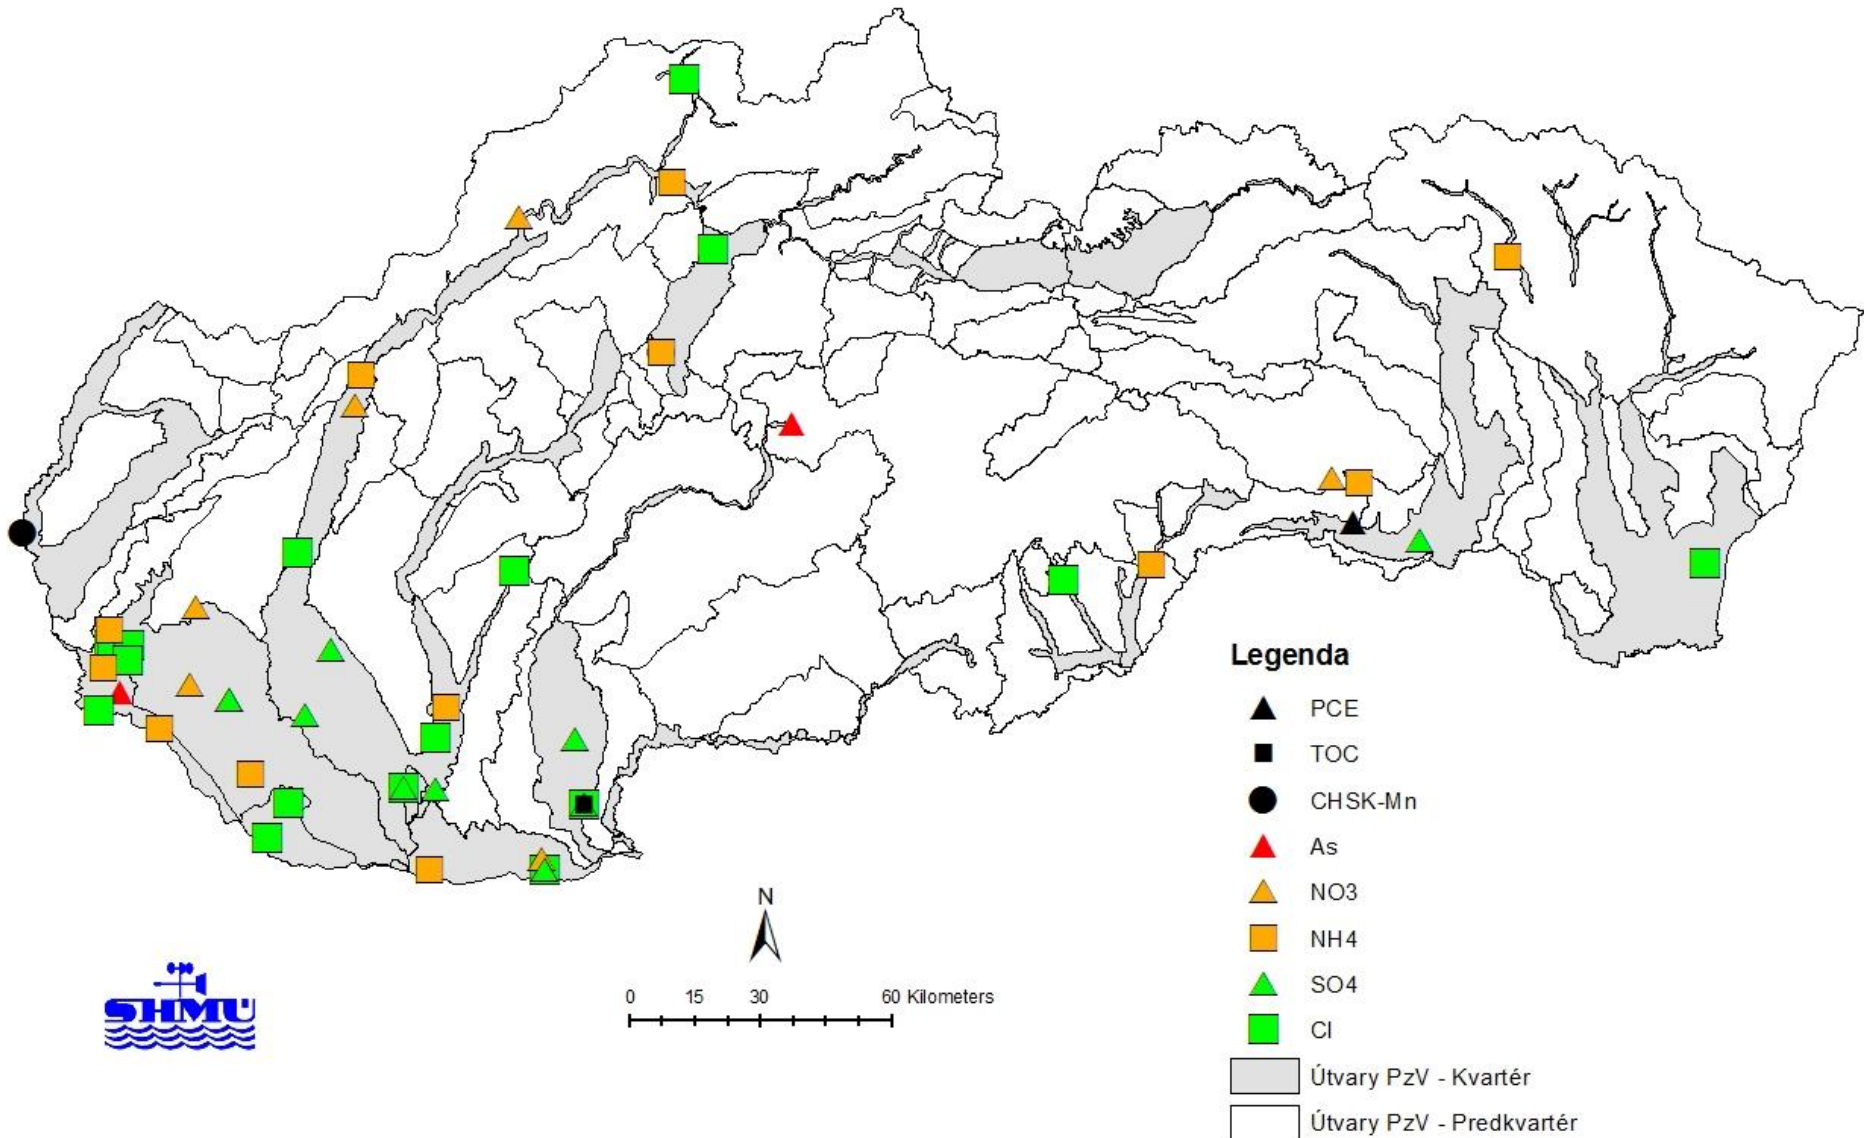 Legenda
PCE
TOC
CHSK-Mn
As
NO3
NH4
SO4
Cl
Útvary PzV - Kvartér
Útvary PzV - Predkvartér
N
0 15 30 60 Kilometers
SHMÚ